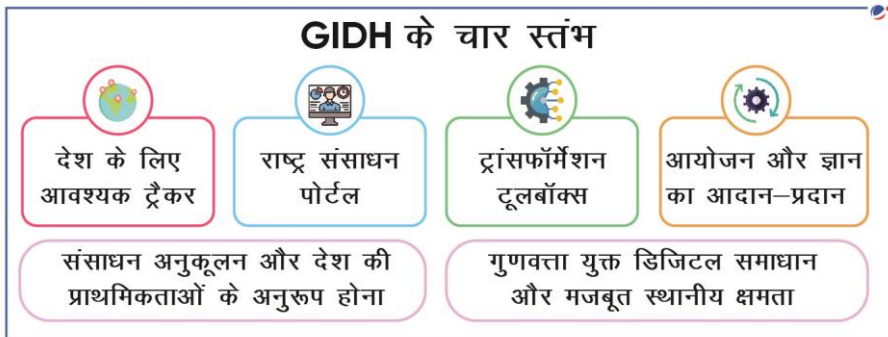 GIDH के चार स्तंभ
देश के लिए
आवश्यक ट्रैकर
राष्ट्र संसाधन
पोर्टल
ट्रांसफॉर्मेशन
टूलबॉक्स
आयोजन और ज्ञान
का आदान–प्रदान
संसाधन अनुकूलन और देश की
प्राथमिकताओं के अनुरूप होना
गुणवत्ता युक्त डिजिटल समाधान
और मजबूत स्थानीय क्षमता